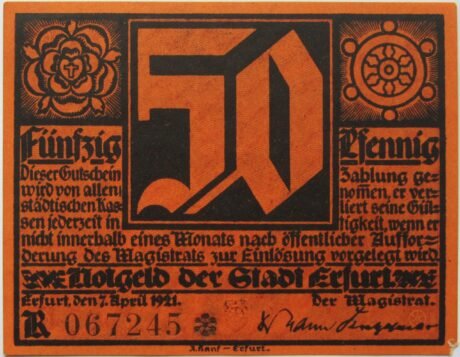 50
Fünfzig Pfennig
Dieser Gutschein Zahlung ge=
wird von allen nommen, er ver=
städtischen Kas= liert seine Gül=
sen jederzeit in tigkeit, wenn er
nicht innerhalb eines Monats nach öffentlicher Auffor=
derung des Magistrats zur Einlösung vorgelegt wird.
Notgeld der Stadt Erfurt.
Erfurt, den 7. April 1921. Der Magistrat.
R 067245
J. Hanf - Erfurt.